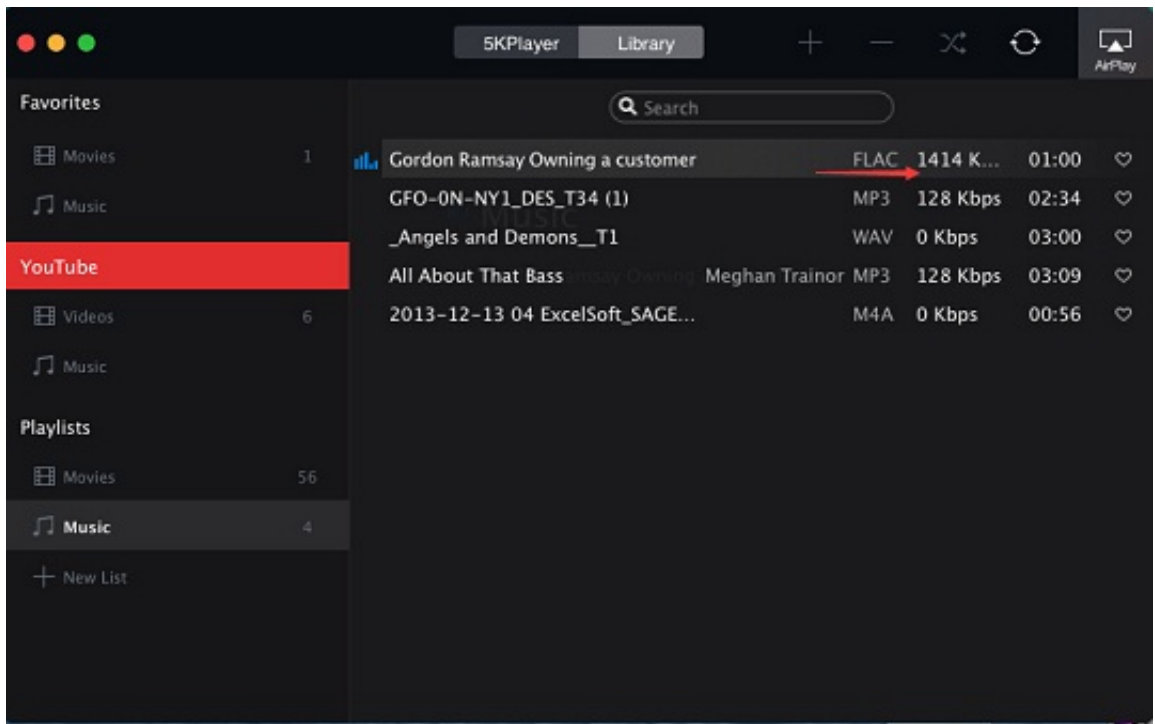 5KPlayer Library
AirPlay
Favorites
Movies 1
Music
YouTube
Videos 6
Music
Playlists
Movies 56
Music 4
New List
Search
Gordon Ramsay Owning a customer FLAC 1414 K... 01:00
GFO-0N-NY1_DES_T34 (1) MP3 128 Kbps 02:34
Music
_Angels and Demons__T1 WAV 0 Kbps 03:00
All About That Bass Meghan Trainor MP3 128 Kbps 03:09
Ramsay Owning
2013-12-13 04 ExcelSoft_SAGE... M4A 0 Kbps 00:56